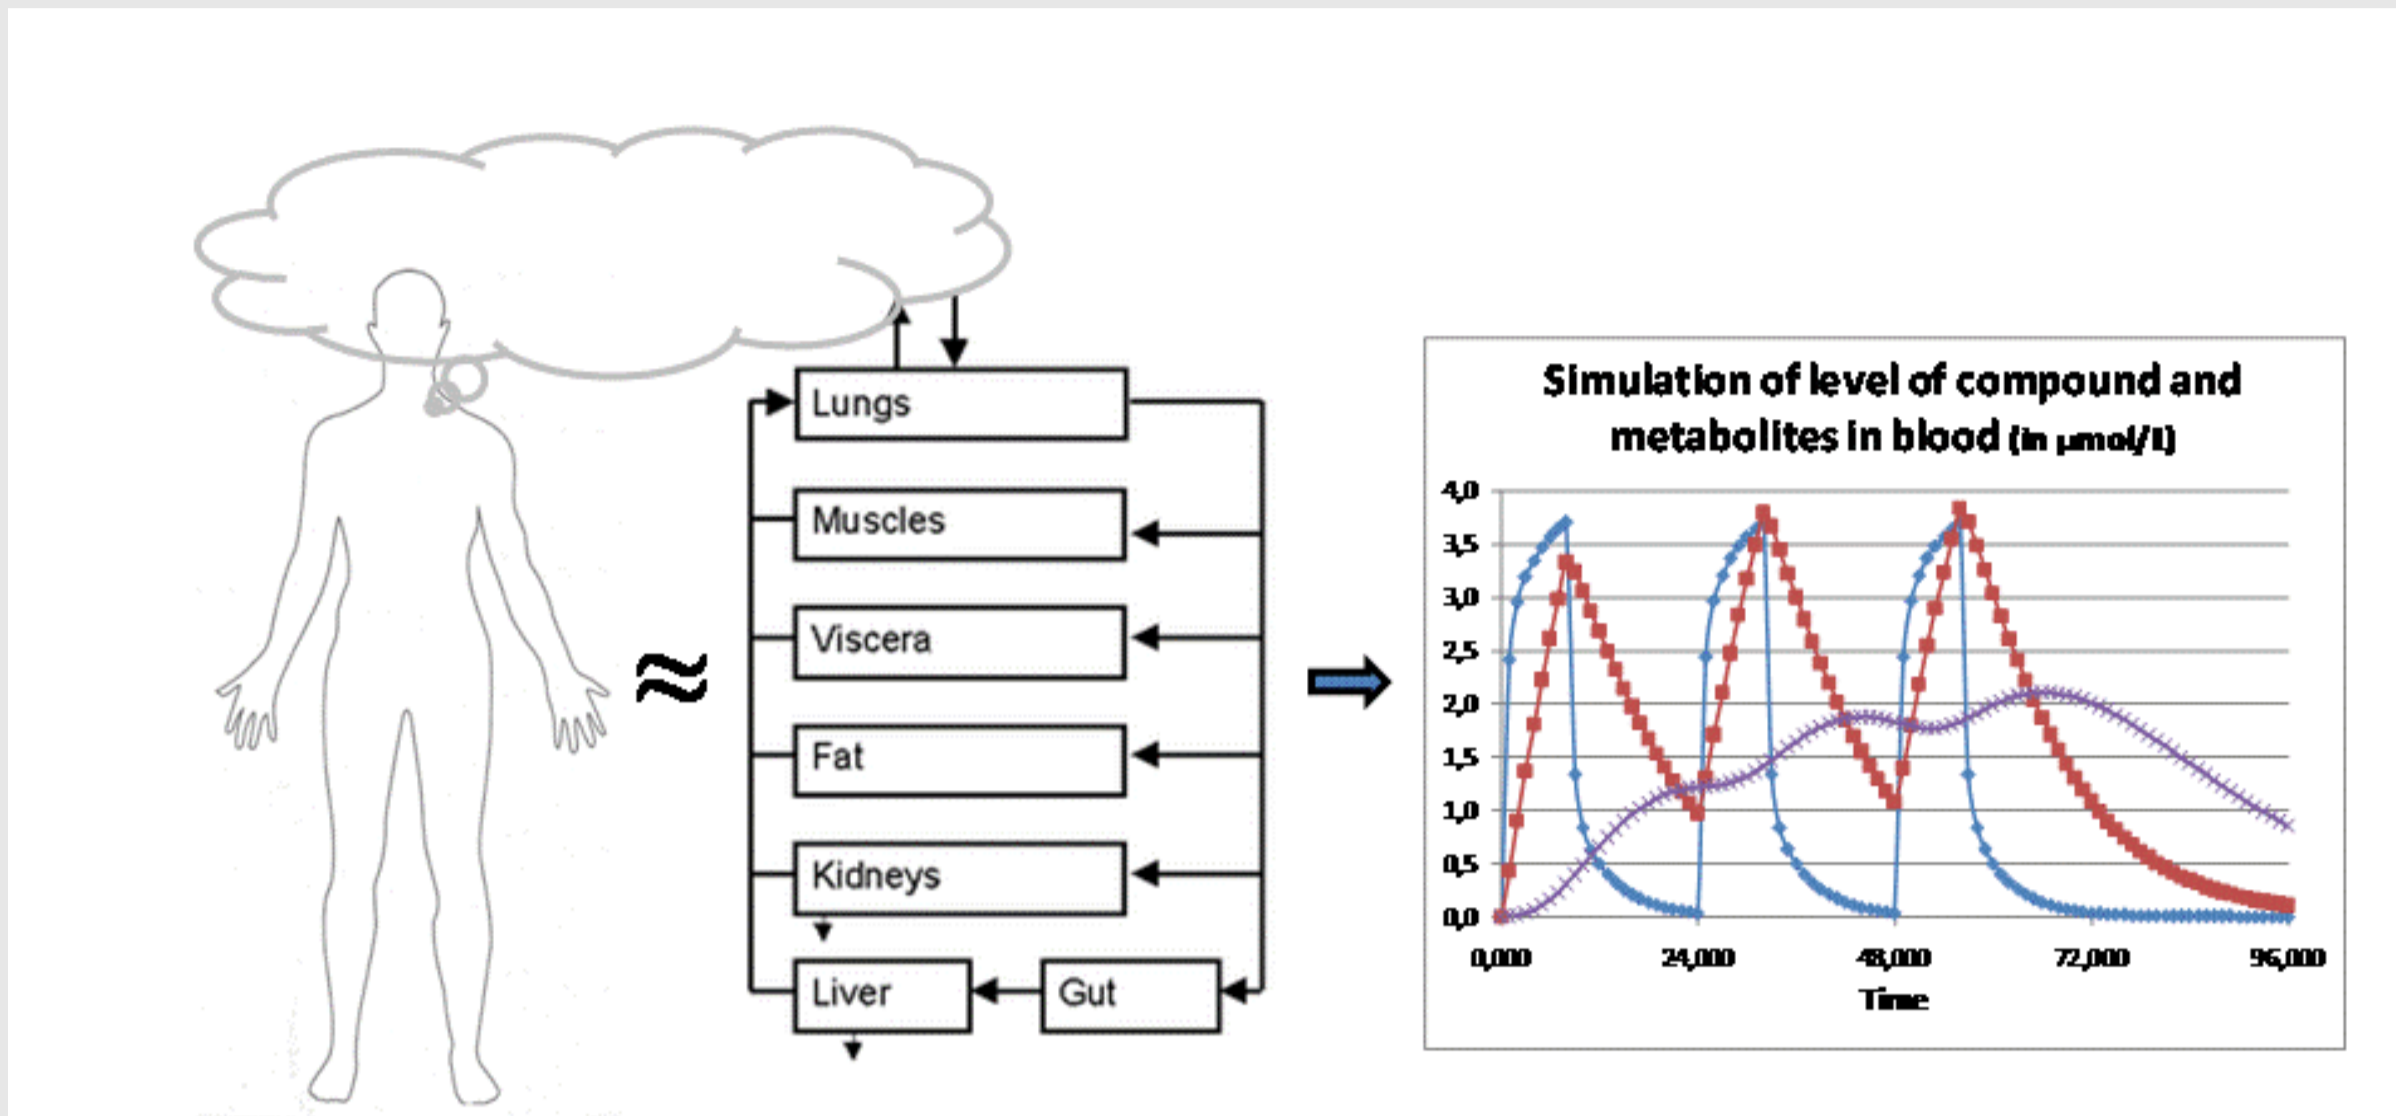 Lungs
Muscles
Viscera
Fat
Kidneys
Liver
Gut
≈
Simulation of level of compound and
metabolites in blood (in µmol/l)
4,0
3,5
3,0
2,5
2,0
1,5
1,0
0,5
0,0
0,000 24,000 48,000 72,000 96,000
Time